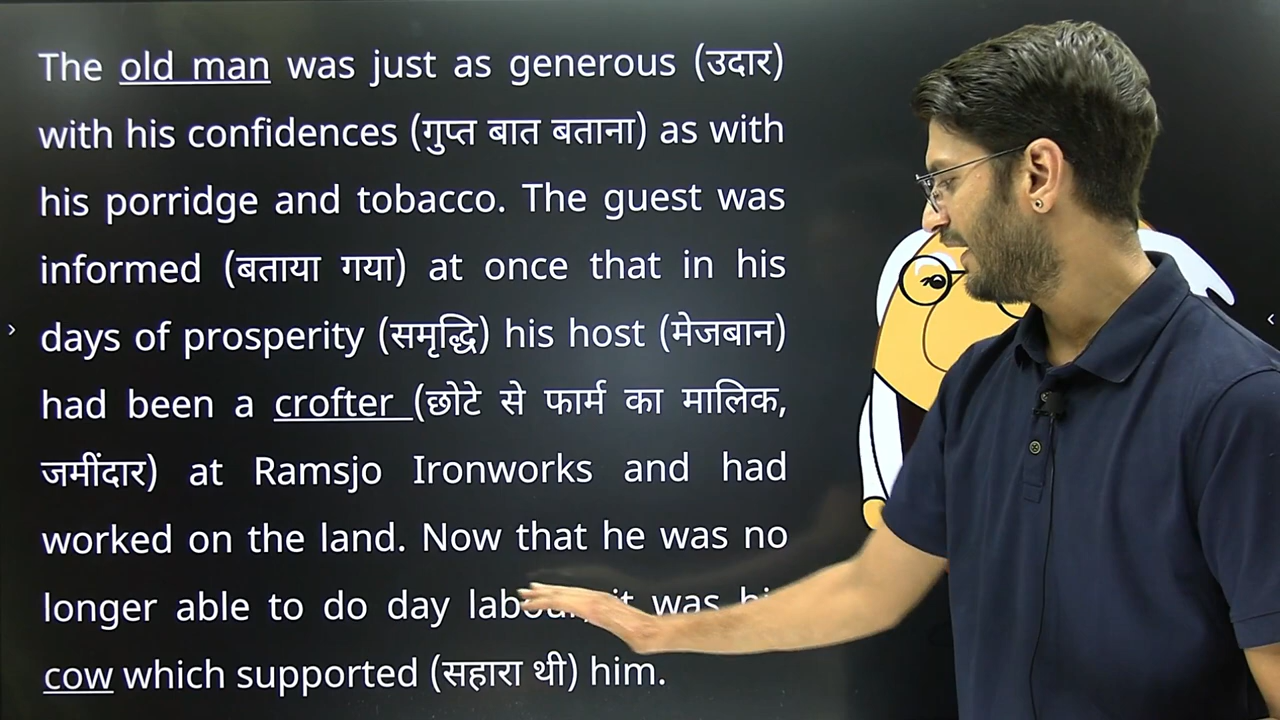 The old man was just as generous (उदार)
with his confidences (गुप्त बात बताना) as with
his porridge and tobacco. The guest was
informed (बताया गया) at once that in his
days of prosperity (समृद्धि) his host (मेजबान)
had been a crofter (छोटे से फार्म का मालिक,
जमींदार) at Ramsjo Ironworks and had
worked on the land. Now that he was no
longer able to do day labour, it was his
cow which supported (सहारा थी) him.